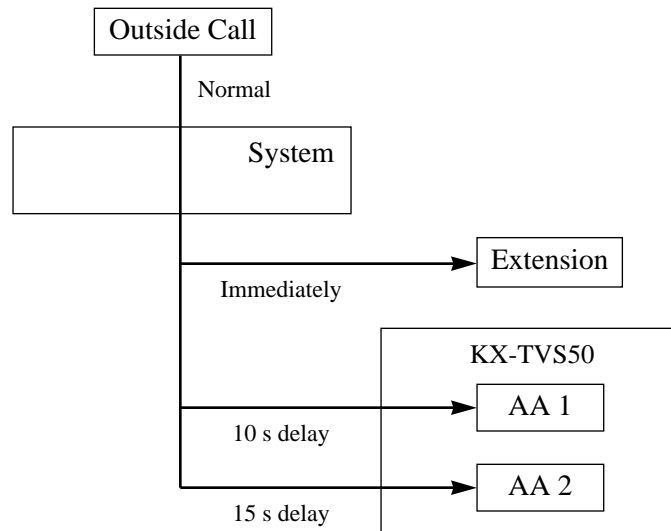 Outside Call
Normal
System
Extension
Immediately
KX-TVS50
AA 1
10 s delay
AA 2
15 s delay